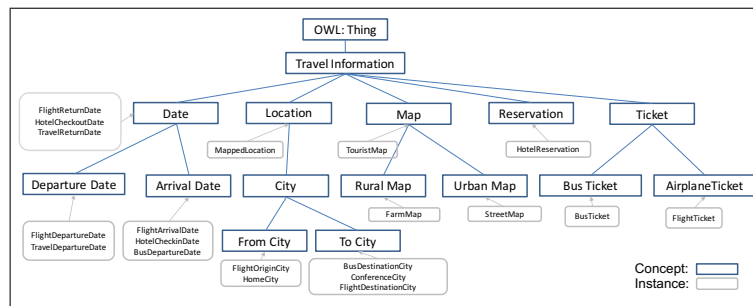 OWL: Thing
Travel Information
FlightReturnDate
HotelCheckoutDate
TravelReturnDate
Date
Location
Map
Reservation
Ticket
MappedLocation
TouristMap
HotelReservation
Departure Date
Arrival Date
City
Rural Map
Urban Map
Bus Ticket
AirplaneTicket
FarmMap
StreetMap
BusTicket
FlightTicket
FlightDepartureDate
TravelDepartureDate
FlightArrivalDate
HotelCheckinDate
BusDepartureDate
From City
To City
FlightOriginCity
HomeCity
BusDestinationCity
ConferenceCity
FlightDestinationCity
Concept:
Instance: